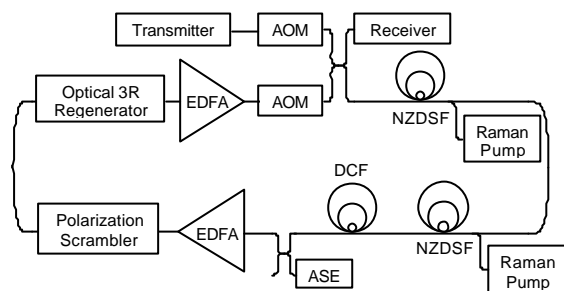 Transmitter
AOM
Receiver
Optical 3R
Regenerator
EDFA
AOM
NZDSF
Raman
Pump
DCF
Polarization
Scrambler
EDFA
NZDSF
ASE
Raman
Pump